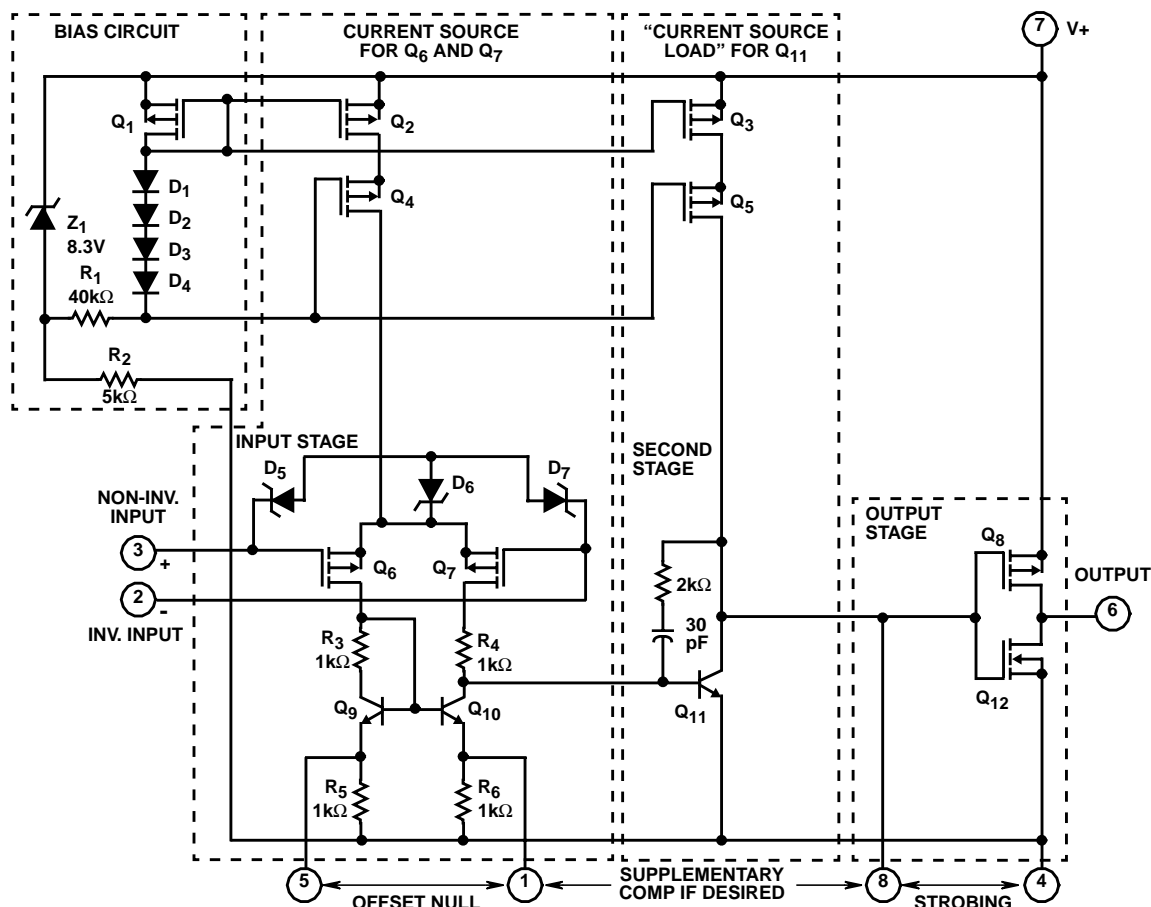 BIAS CIRCUIT
CURRENT SOURCE
FOR Q6 AND Q7
“CURRENT SOURCE
LOAD” FOR Q11
7
V+
Q1
Q2
Q3
D1
Q4
Q5
D2
Z1
8.3V
D3
D4
R1
40kΩ
R2
5kΩ
INPUT STAGE
D5
D6
D7
SECOND
STAGE
NON-INV.
INPUT
3
+
2
-
INV. INPUT
Q6
Q7
2kΩ
30
pF
OUTPUT
STAGE
Q8
OUTPUT
6
R3
1kΩ
R4
1kΩ
Q9
Q10
Q11
Q12
R5
1kΩ
R6
1kΩ
5
OFFSET NULL
1
SUPPLEMENTARY
COMP IF DESIRED
8
STROBING
4